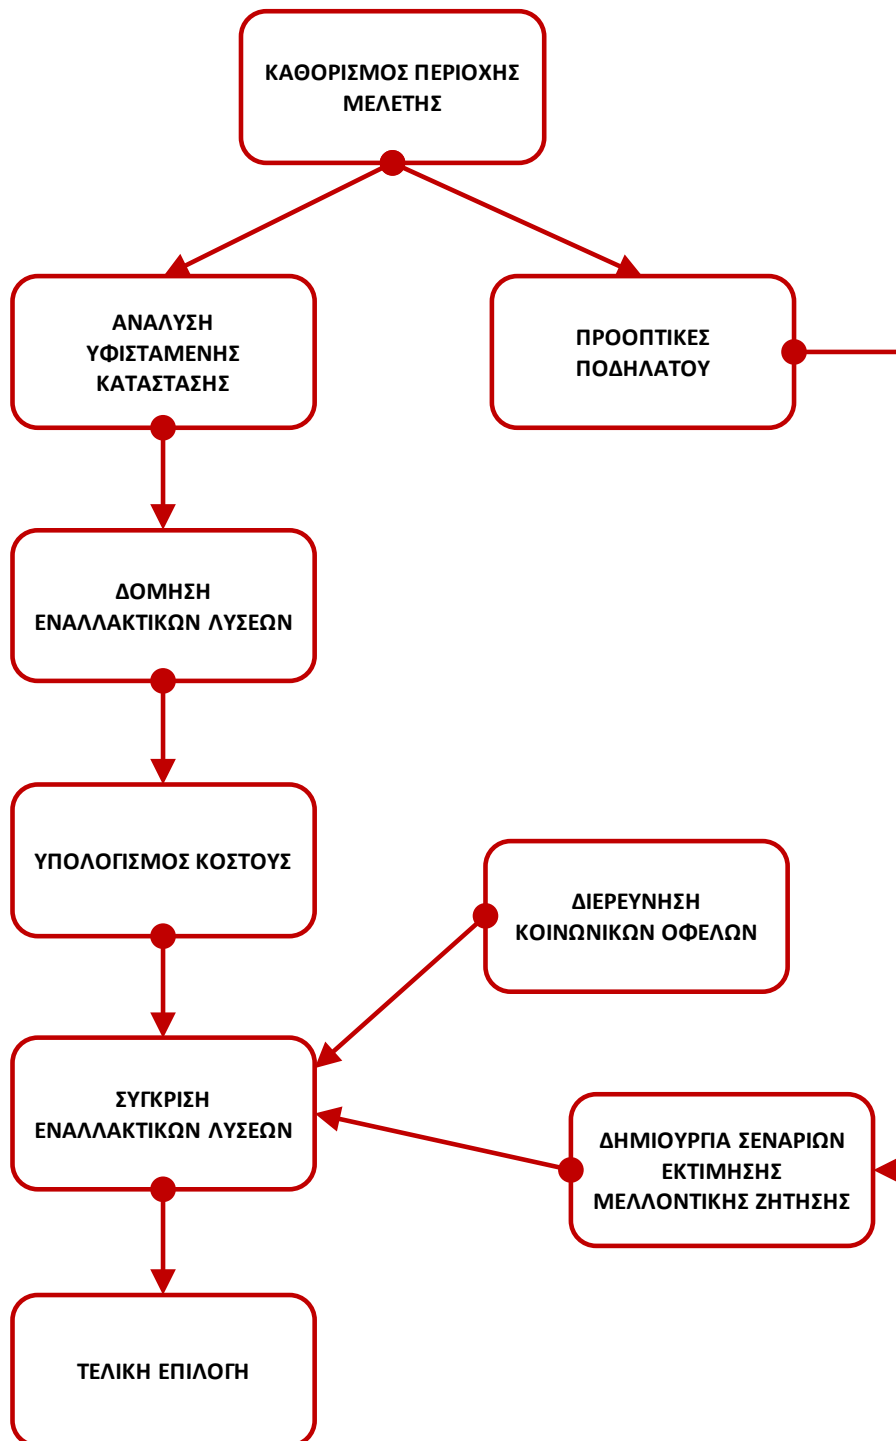 ΚΑΘΟΡΙΣΜΟΣ ΠΕΡΙΟΧΗΣ
ΜΕΛΕΤΗΣ
ΑΝΑΛΥΣΗ
ΥΦΙΣΤΑΜΕΝΗΣ
ΚΑΤΑΣΤΑΣΗΣ
ΠΡΟΟΠΤΙΚΕΣ
ΠΟΔΗΛΑΤΟΥ
ΔΟΜΗΣΗ
ΕΝΑΛΛΑΚΤΙΚΩΝ ΛΥΣΕΩΝ
ΥΠΟΛΟΓΙΣΜΟΣ ΚΟΣΤΟΥΣ
ΔΙΕΡΕΥΝΗΣΗ
ΚΟΙΝΩΝΙΚΩΝ ΟΦΕΛΩΝ
ΣΥΓΚΡΙΣΗ
ΕΝΑΛΛΑΚΤΙΚΩΝ ΛΥΣΕΩΝ
ΔΗΜΙΟΥΡΓΙΑ ΣΕΝΑΡΙΩΝ
ΕΚΤΙΜΗΣΗΣ
ΜΕΛΛΟΝΤΙΚΗΣ ΖΗΤΗΣΗΣ
ΤΕΛΙΚΗ ΕΠΙΛΟΓΗ